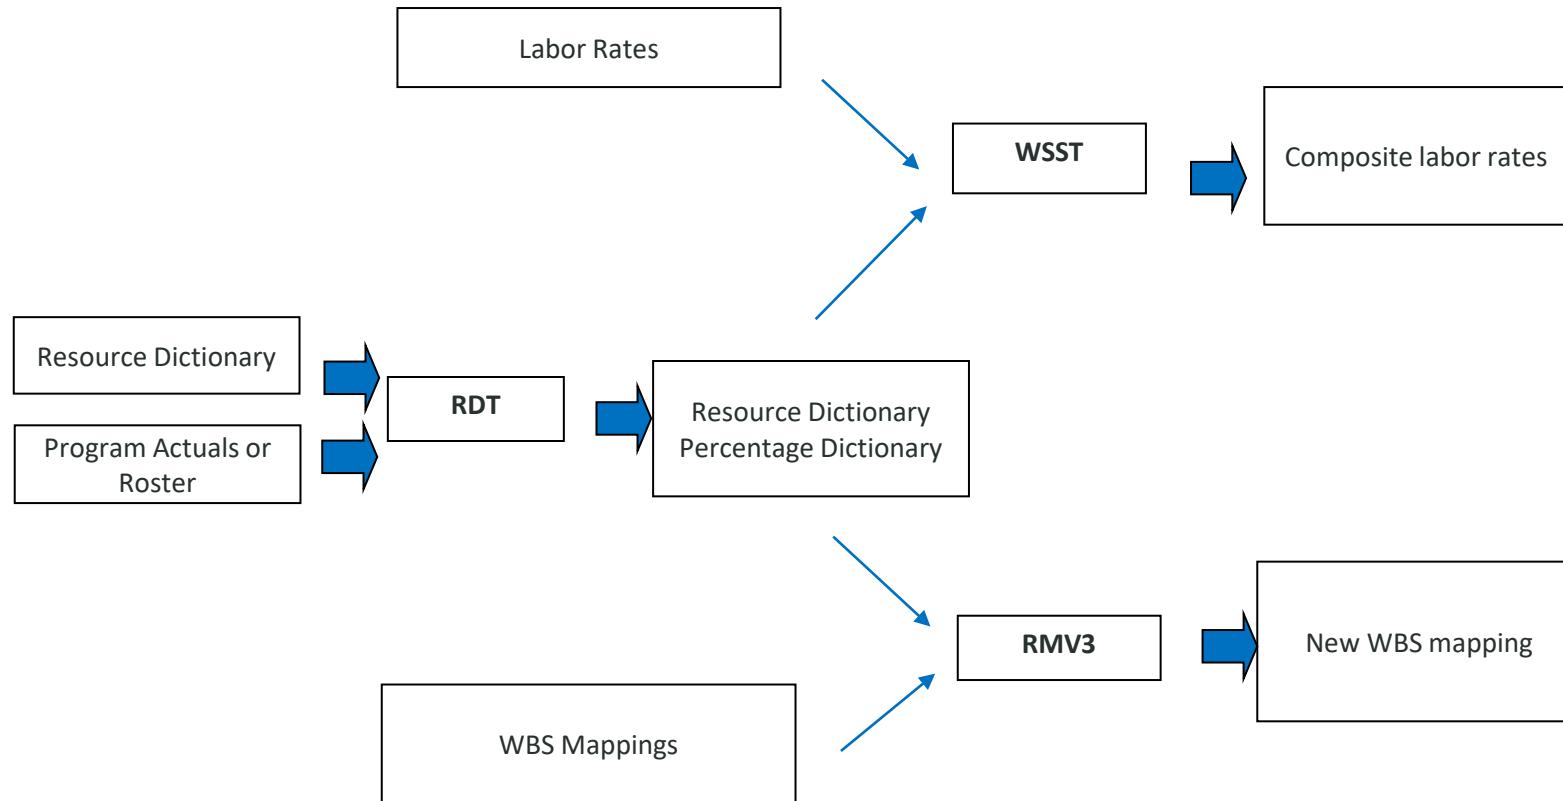 Labor Rates
WSST
Composite labor rates
Resource Dictionary
RDT
Resource Dictionary
Percentage Dictionary
Program Actuals or
Roster
RMV3
New WBS mapping
WBS Mappings